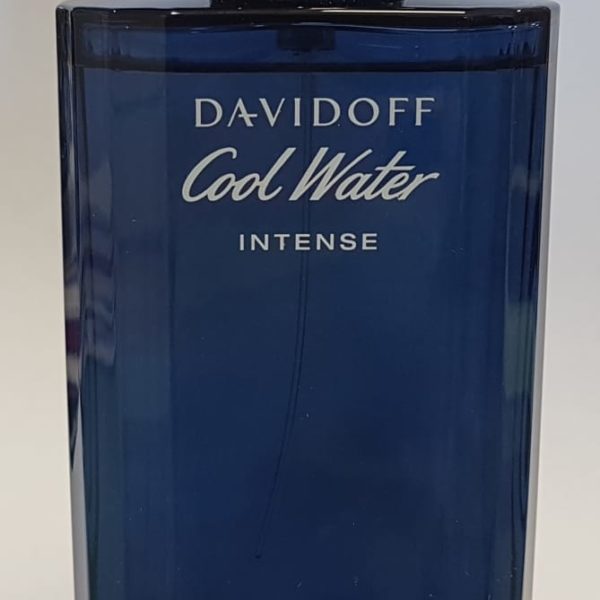 DAVIDOFF
Cool Water
INTENSE